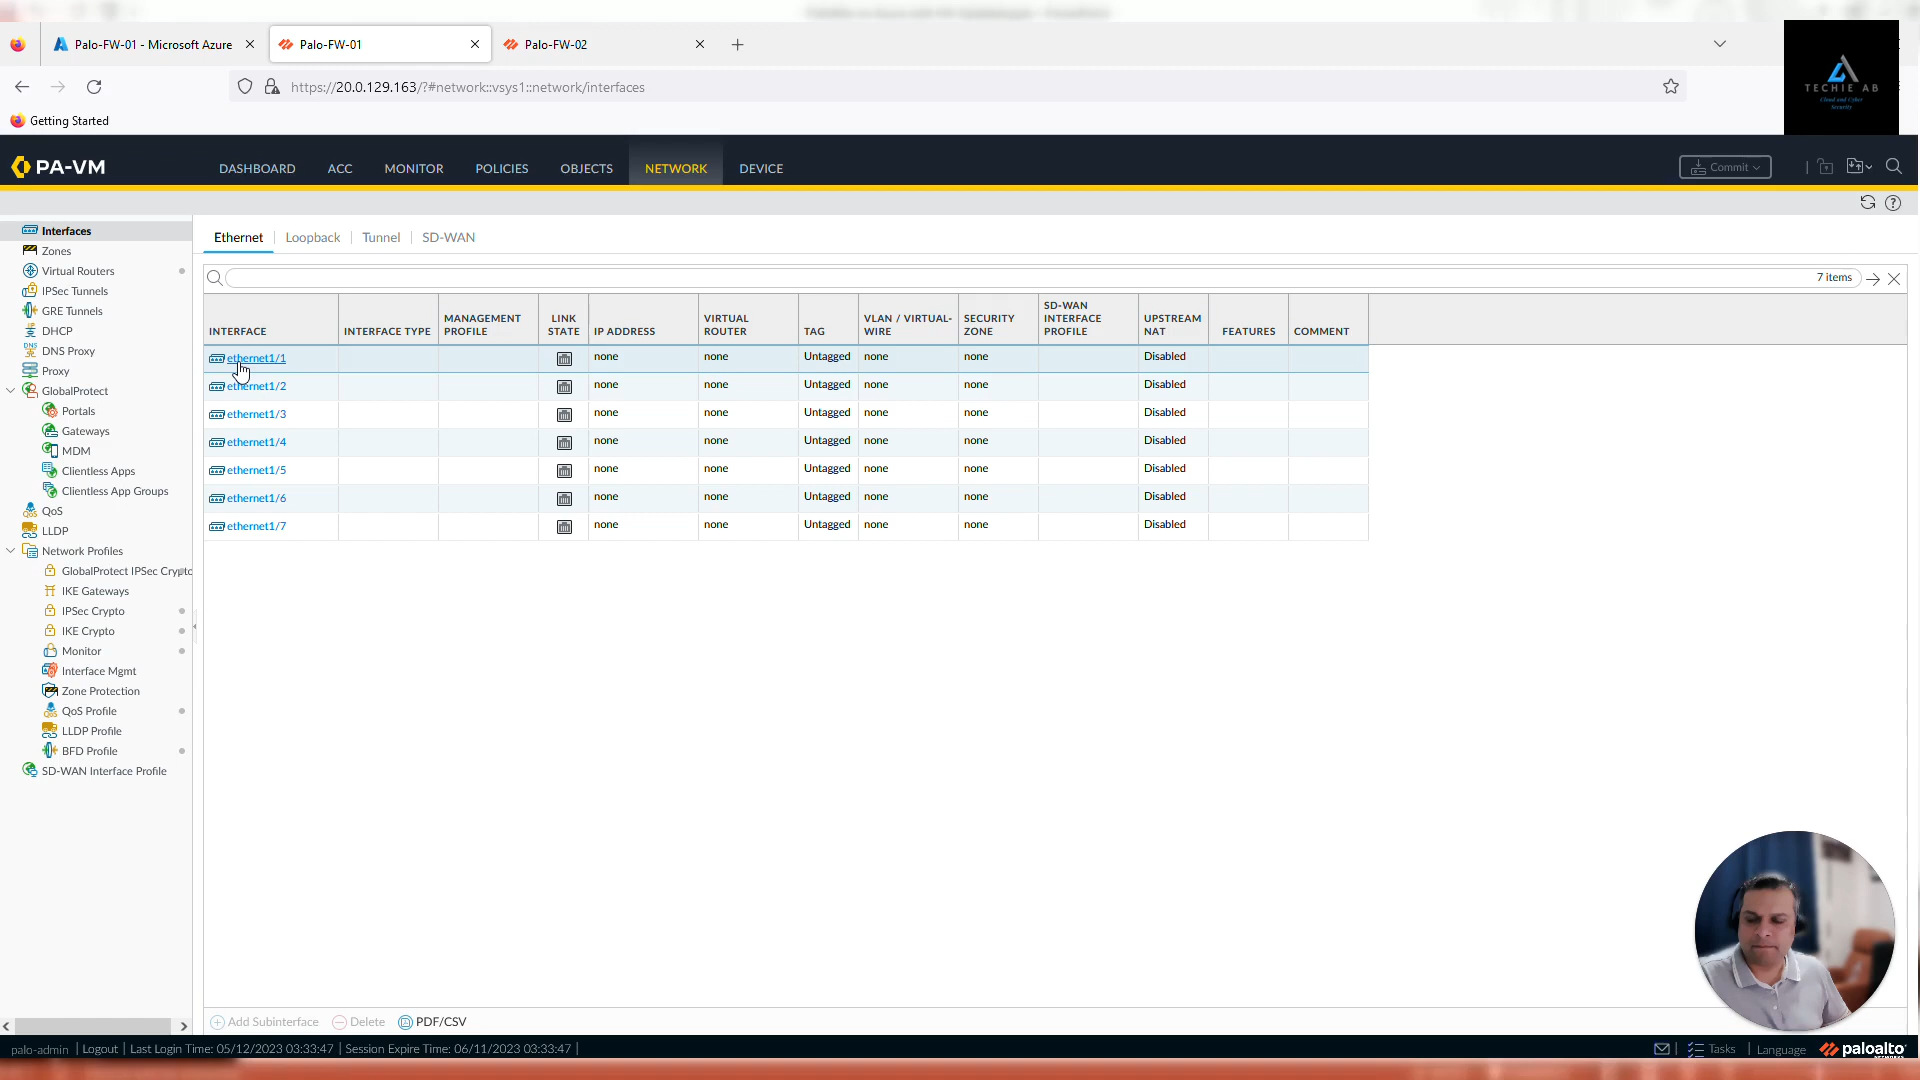 Palo-FW-01 - Microsoft Azure
Palo-FW-01
Palo-FW-02
https://20.0.129.163/?#network::vsys1::network/interfaces
Getting Started
TECHIE AB
Cloud and Cyber
Security
PA-VM
DASHBOARD
ACC
MONITOR
POLICIES
OBJECTS
NETWORK
DEVICE
Commit
Interfaces
Zones
Virtual Routers
IPSec Tunnels
GRE Tunnels
DHCP
DNS Proxy
Proxy
GlobalProtect
Portals
Gateways
MDM
Clientless Apps
Clientless App Groups
QoS
LLDP
Network Profiles
GlobalProtect IPSec Crypto
IKE Gateways
IPSec Crypto
IKE Crypto
Monitor
Interface Mgmt
Zone Protection
QoS Profile
LLDP Profile
BFD Profile
SD-WAN Interface Profile
Ethernet
Loopback
Tunnel
SD-WAN
7 items
INTERFACE
INTERFACE TYPE
MANAGEMENT PROFILE
LINK STATE
IP ADDRESS
VIRTUAL ROUTER
TAG
VLAN / VIRTUAL-WIRE
SECURITY ZONE
SD-WAN INTERFACE PROFILE
UPSTREAM NAT
FEATURES
COMMENT
ethernet1/1 none none Untagged none none Disabled
ethernet1/2 none none Untagged none none Disabled
ethernet1/3 none none Untagged none none Disabled
ethernet1/4 none none Untagged none none Disabled
ethernet1/5 none none Untagged none none Disabled
ethernet1/6 none none Untagged none none Disabled
ethernet1/7 none none Untagged none none Disabled
Add Subinterface
Delete
PDF/CSV
palo-admin | Logout | Last Login Time: 05/12/2023 03:33:47 | Session Expire Time: 06/11/2023 03:33:47 |
Tasks | Language
paloalto
NETWORKS